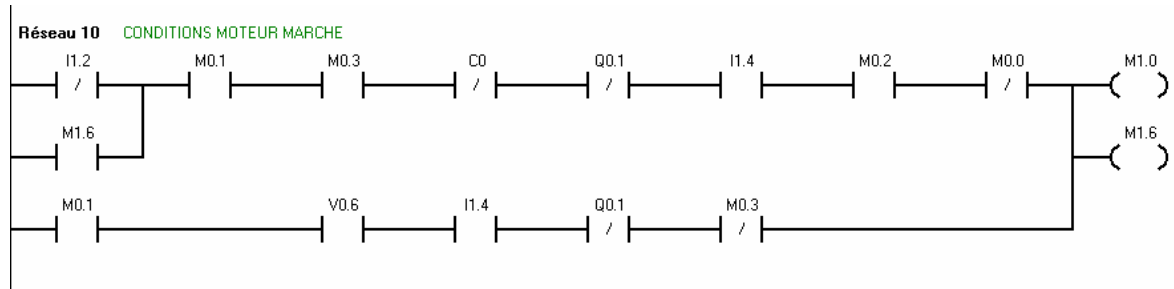 Réseau 10 CONDITIONS MOTEUR MARCHE
I1.2 M0.1 M0.3 C0 Q0.1 I1.4 M0.2 M0.0 M1.0
/ / / /
M1.6 M1.6
M0.1 V0.6 I1.4 Q0.1 M0.3
/ /